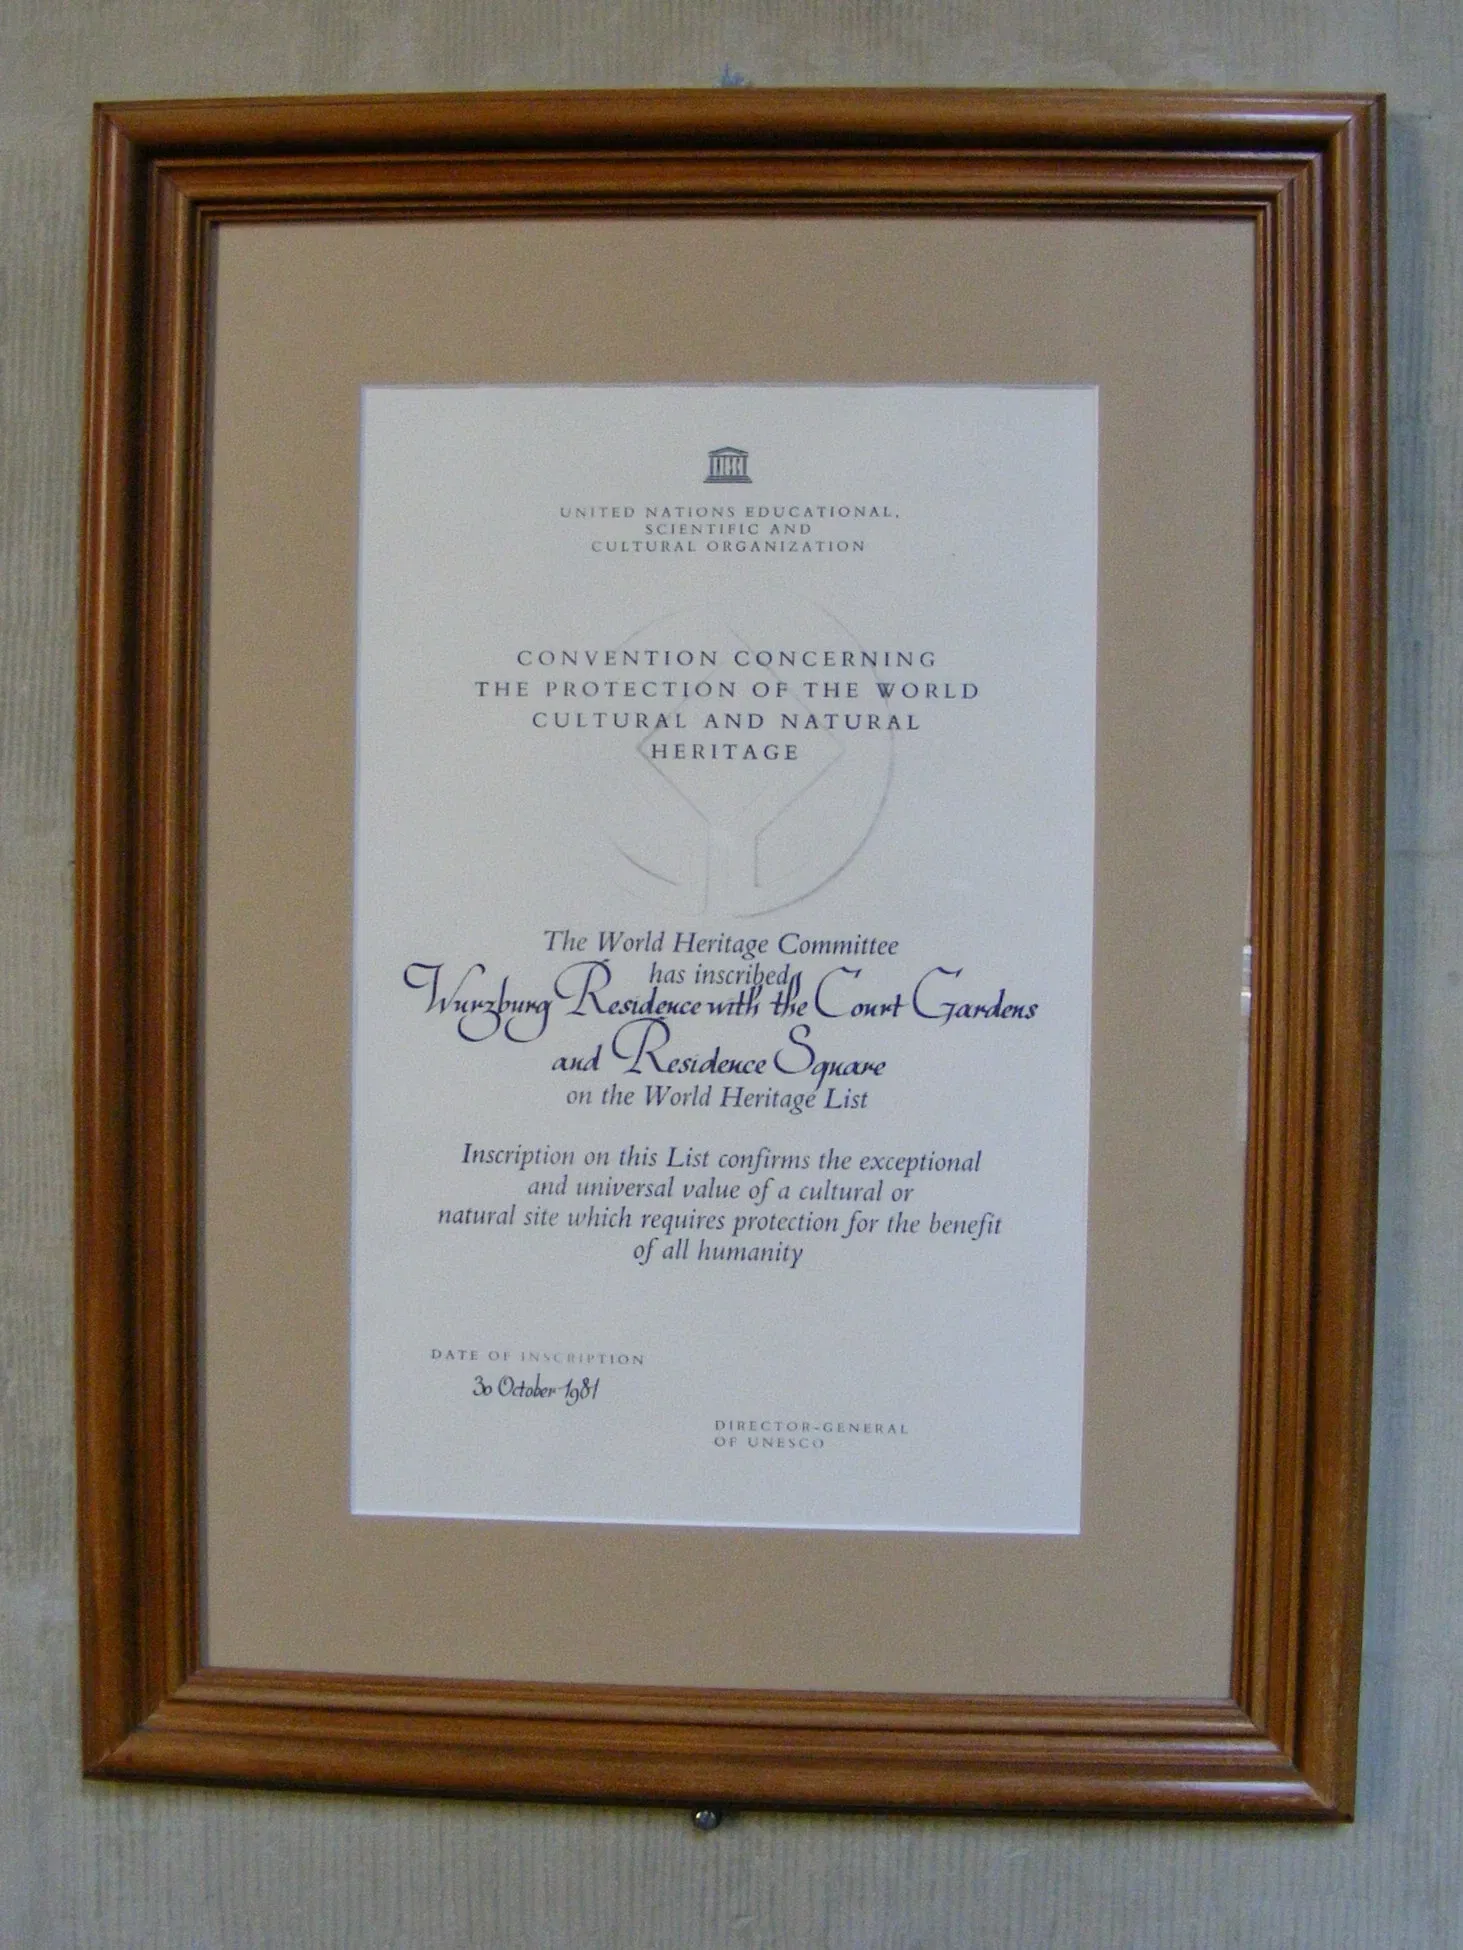 UNITED NATIONS EDUCATIONAL,
SCIENTIFIC AND
CULTURAL ORGANIZATION
CONVENTION CONCERNING
THE PROTECTION OF THE WORLD
CULTURAL AND NATURAL
HERITAGE
The World Heritage Committee
has inscribed
Wurzburg Residence with the Court Gardens
and Residence Square
on the World Heritage List
Inscription on this List confirms the exceptional
and universal value of a cultural or
natural site which requires protection for the benefit
of all humanity
DATE OF INSCRIPTION
30 October 1981
DIRECTOR-GENERAL
OF UNESCO